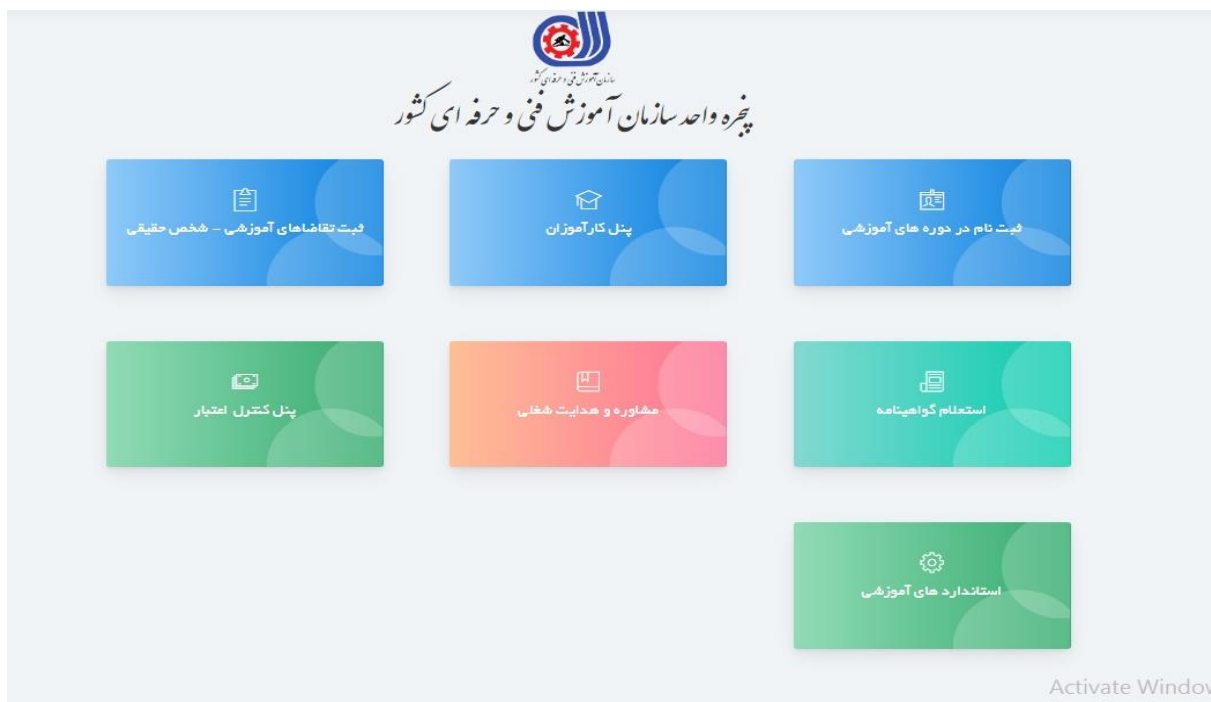 سازمان آموزش فنی و حرفه ای کشور
پنجره واحد سازمان آموزش فنی و حرفه ای کشور
ثبت نام در دوره های آموزشی
پنل کارآموزان
ثبت تقاضاهای آموزشی - شخص حقیقی
استعلام گواهینامه
مشاوره و هدایت شغلی
پنل کنترل اعتبار
استاندارد های آموزشی
Activate Window